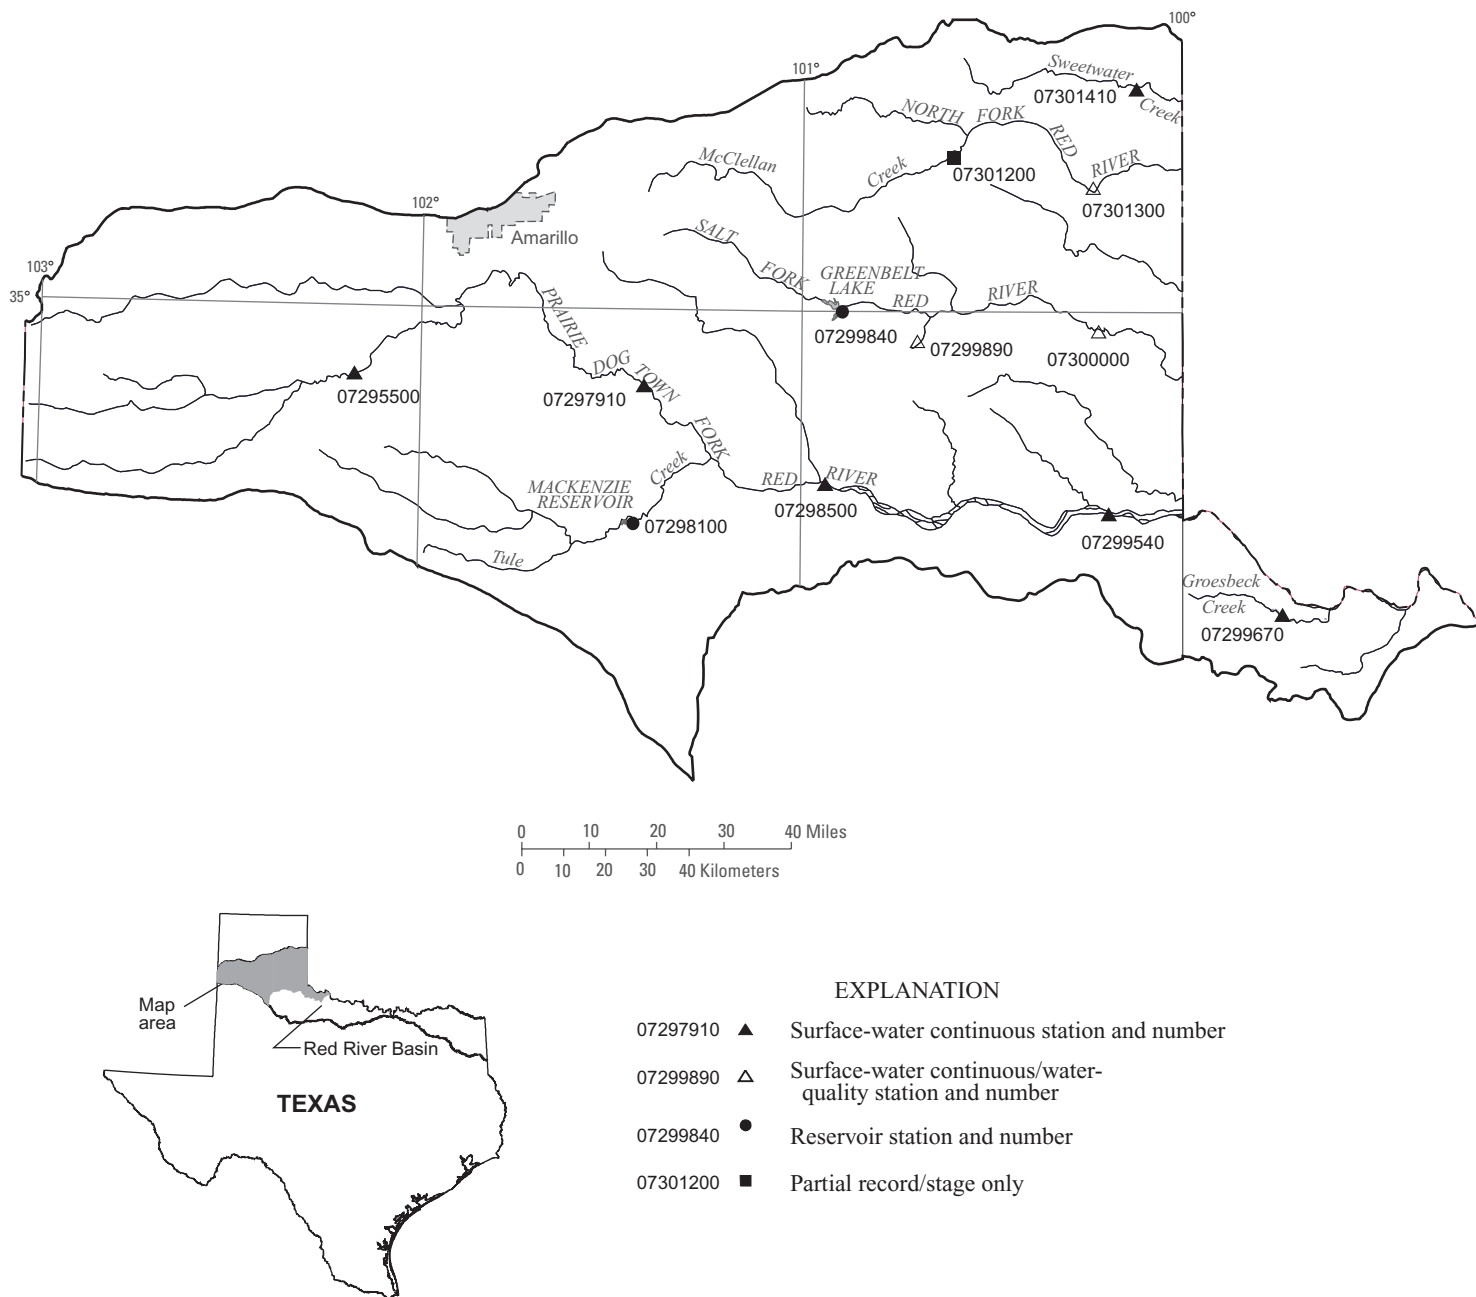 100°
101°
Sweetwater
07301410
Creek
NORTH FORK
RED
RIVER
McClellan
Creek
07301200
07301300
102°
Amarillo
SALT
FORK
GREENBELT
LAKE
RED
RIVER
103°
35°
PRAIRIE
DOG
TOWN
FORK
07299840
07299890
07300000
07295500
07297910
Creek
RED
RIVER
MACKENZIE
RESERVOIR
07298100
07298500
07299540
Tule
Groesbeck
Creek
07299670
0 10 20 30 40 Miles
0 10 20 30 40 Kilometers
Map
area
Red River Basin
TEXAS
EXPLANATION
07297910 Surface-water continuous station and number
07299890 Surface-water continuous/water-
quality station and number
07299840 Reservoir station and number
07301200 Partial record/stage only